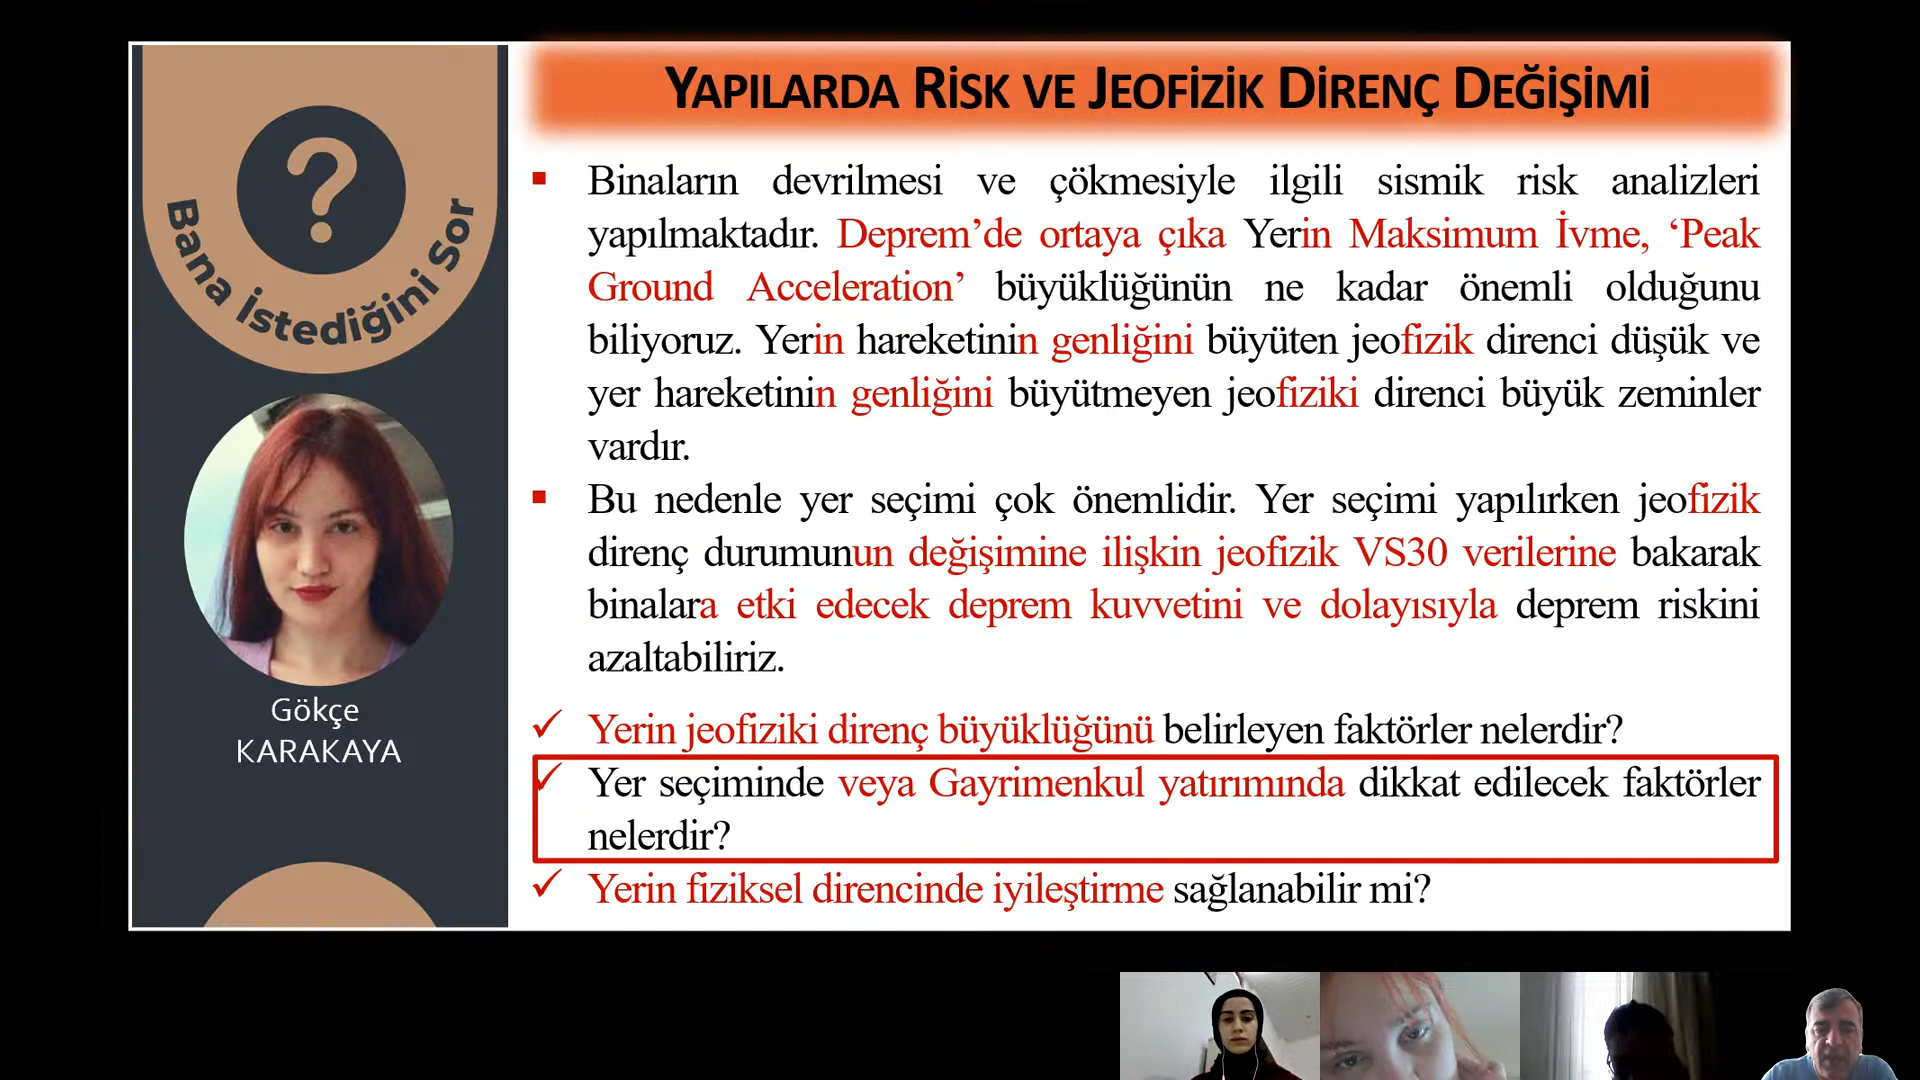 YAPILARDA RİSK VE JEOFİZİK DİRENÇ DEĞİŞİMİ
Bana İstediğini Sor
Gökçe
KARAKAYA
Binaların devrilmesi ve çökmesiyle ilgili sismik risk analizleri
yapılmaktadır. Deprem’de ortaya çıka Yerin Maksimum İvme, ‘Peak
Ground Acceleration’ büyüklüğünün ne kadar önemli olduğunu
biliyoruz. Yerin hareketinin genliğini büyüten jeofizik direnci düşük ve
yer hareketinin genliğini büyütmeyen jeofiziki direnci büyük zeminler
vardır.
Bu nedenle yer seçimi çok önemlidir. Yer seçimi yapılırken jeofizik
direnç durumunun değişimine ilişkin jeofizik VS30 verilerine bakarak
binalara etki edecek deprem kuvvetini ve dolayısıyla deprem riskini
azaltabiliriz.
Yerin jeofiziki direnç büyüklüğünü belirleyen faktörler nelerdir?
Yer seçiminde veya Gayrimenkul yatırımında dikkat edilecek faktörler
nelerdir?
Yerin fiziksel direncinde iyileştirme sağlanabilir mi?